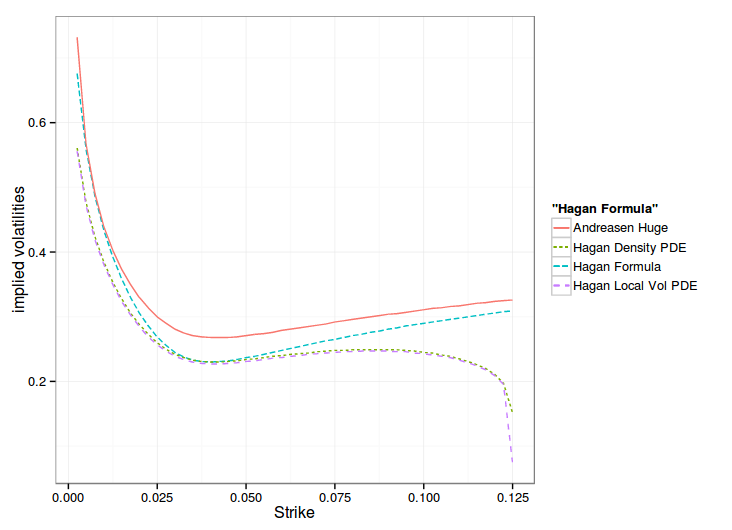 implied volatilities
0.6
0.4
0.2
0.000 0.025 0.050 0.075 0.100 0.125
Strike
"Hagan Formula"
Andreasen Huge
Hagan Density PDE
Hagan Formula
Hagan Local Vol PDE